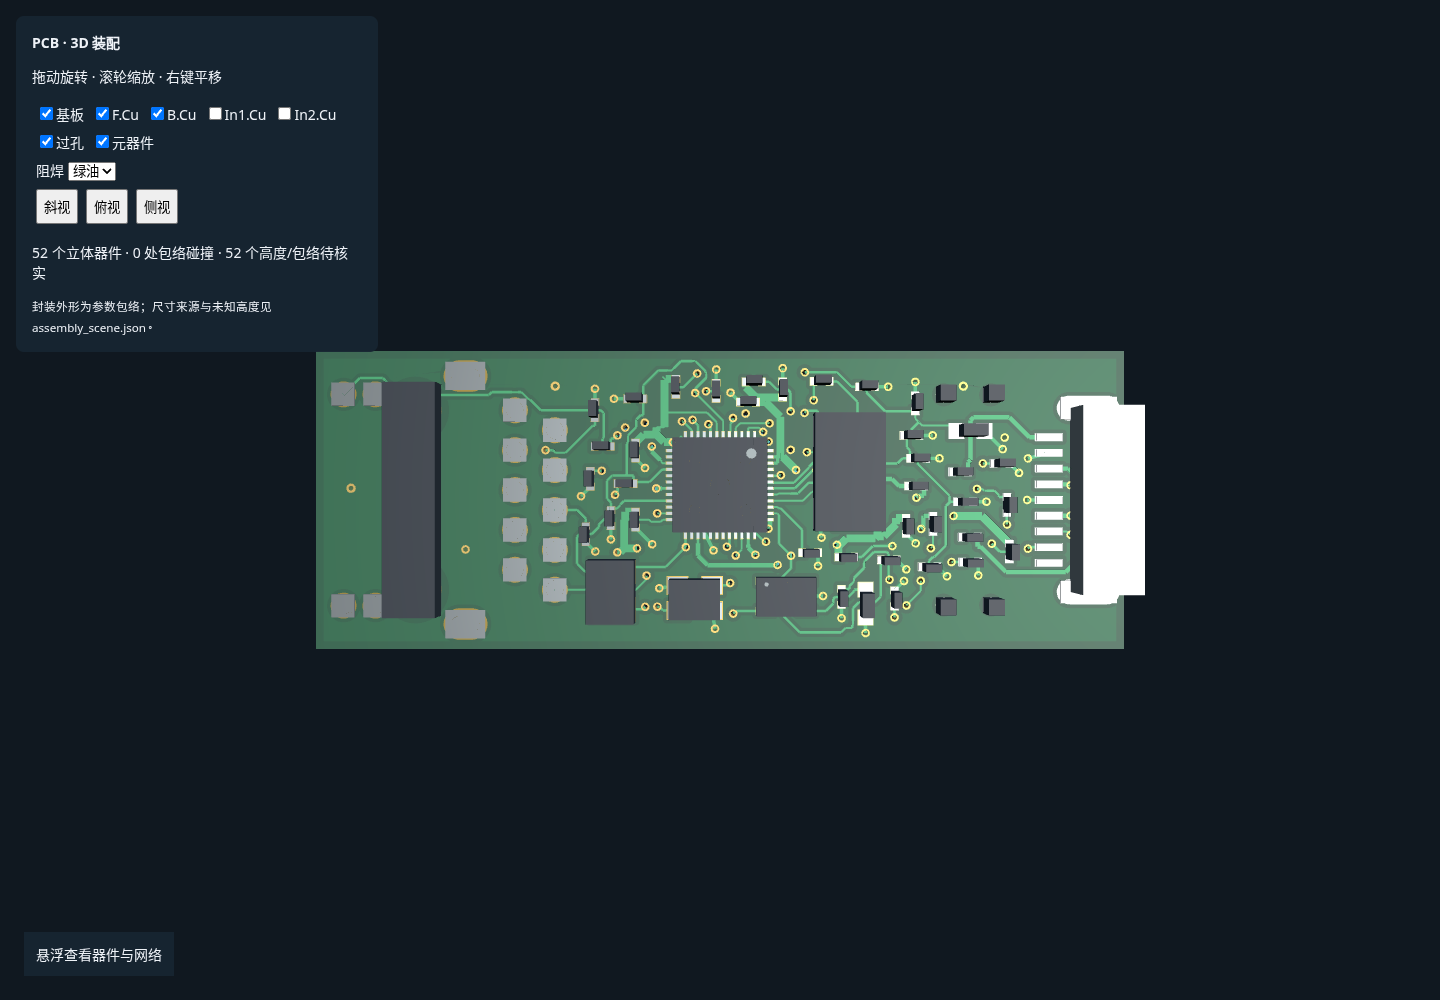 PCB · 3D 装配
拖动旋转 · 滚轮缩放 · 右键平移
基板 F.Cu B.Cu In1.Cu In2.Cu
过孔 元器件
阻焊 绿油
斜视 俯视 侧视
52 个立体器件 · 0 处包络碰撞 · 52 个高度/包络待核
实
封装外形为参数包络；尺寸来源与未知高度见
assembly_scene.json。
悬浮查看器件与网络